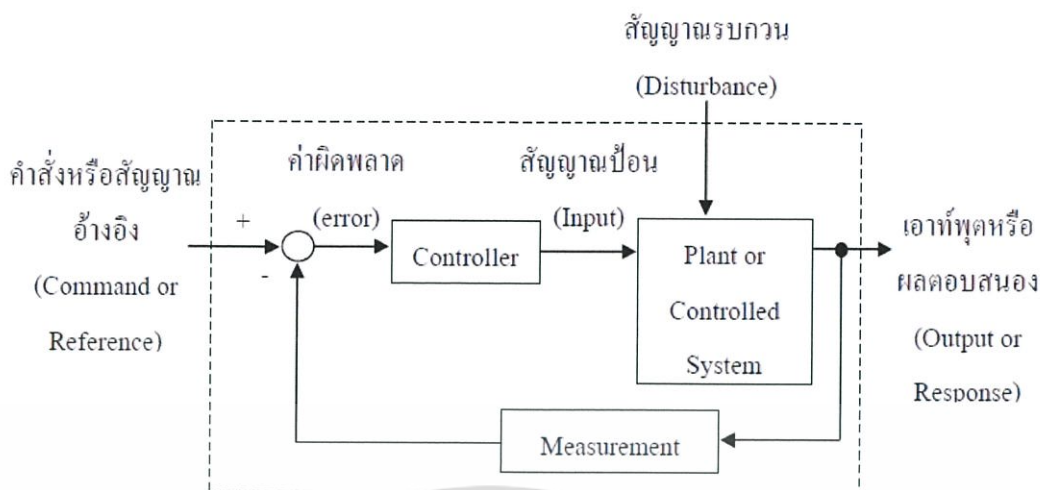 สัญญาณรบกวน
(Disturbance)
คำสั่งหรือสัญญาณ
อ้างอิง
(Command or
Reference)
+
-
ค่าผิดพลาด
(error)
Controller
สัญญาณป้อน
(Input)
Plant or
Controlled
System
เอาท์พุตหรือ
ผลตอบสนอง
(Output or
Response)
Measurement